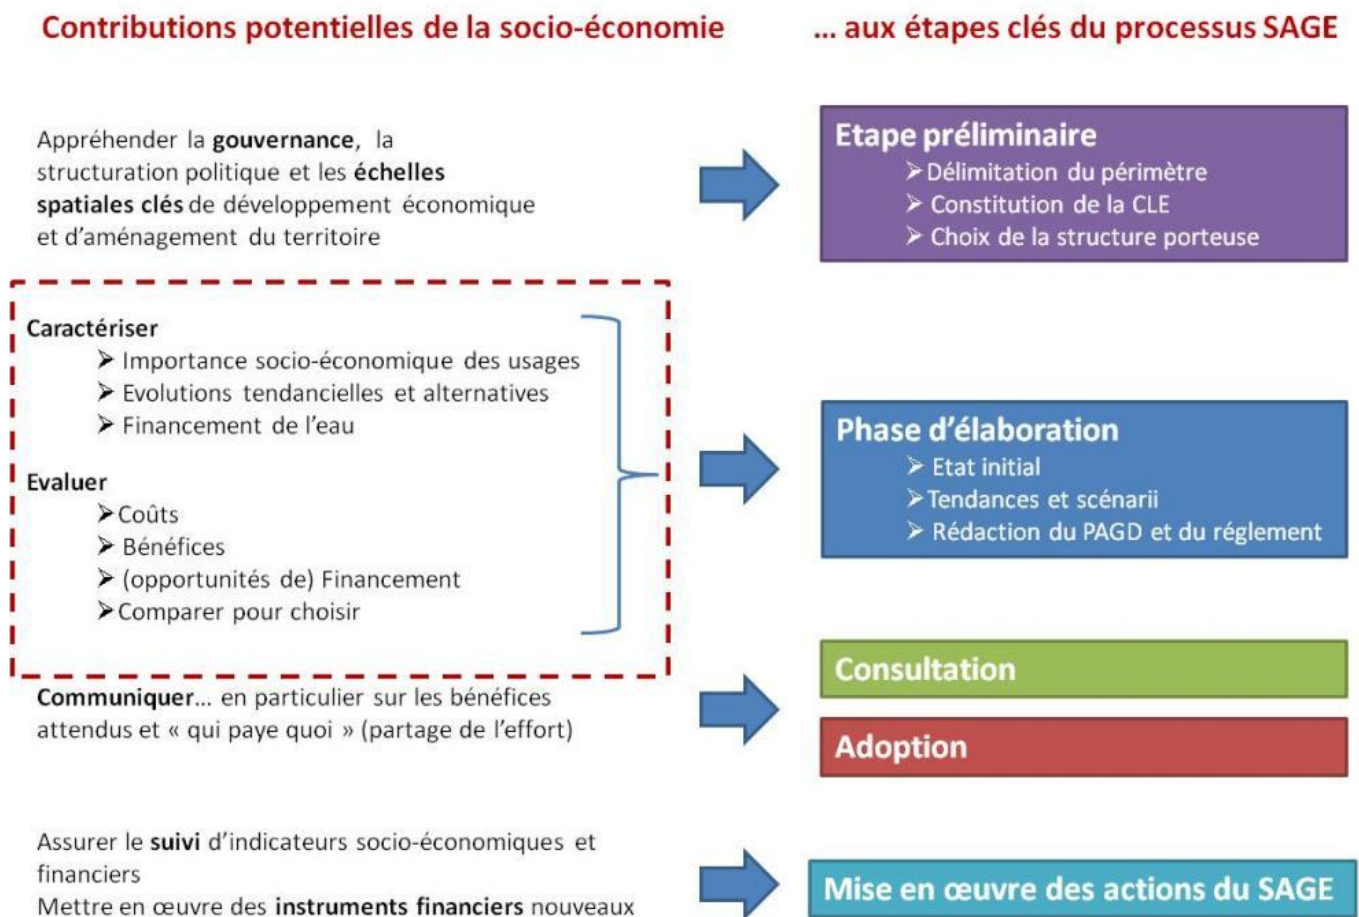 Contributions potentielles de la socio-économie
... aux étapes clés du processus SAGE
Appréhender la gouvernance, la
structuration politique et les échelles
spatiales clés de développement économique
et d'aménagement du territoire
Etape préliminaire
➢ Délimitation du périmètre
➢ Constitution de la CLE
➢ Choix de la structure porteuse
Caractériser
➢ Importance socio-économique des usages
➢ Evolutions tendancielles et alternatives
➢ Financement de l'eau
Evaluer
➢ Coûts
➢ Bénéfices
➢ (opportunités de) Financement
➢ Comparer pour choisir
Phase d'élaboration
➢ Etat initial
➢ Tendances et scénarii
➢ Rédaction du PAGD et du réglement
Communiquer... en particulier sur les bénéfices
attendus et « qui paye quoi » (partage de l'effort)
Consultation
Adoption
Assurer le suivi d'indicateurs socio-économiques et
financiers
Mettre en œuvre des instruments financiers nouveaux
Mise en œuvre des actions du SAGE